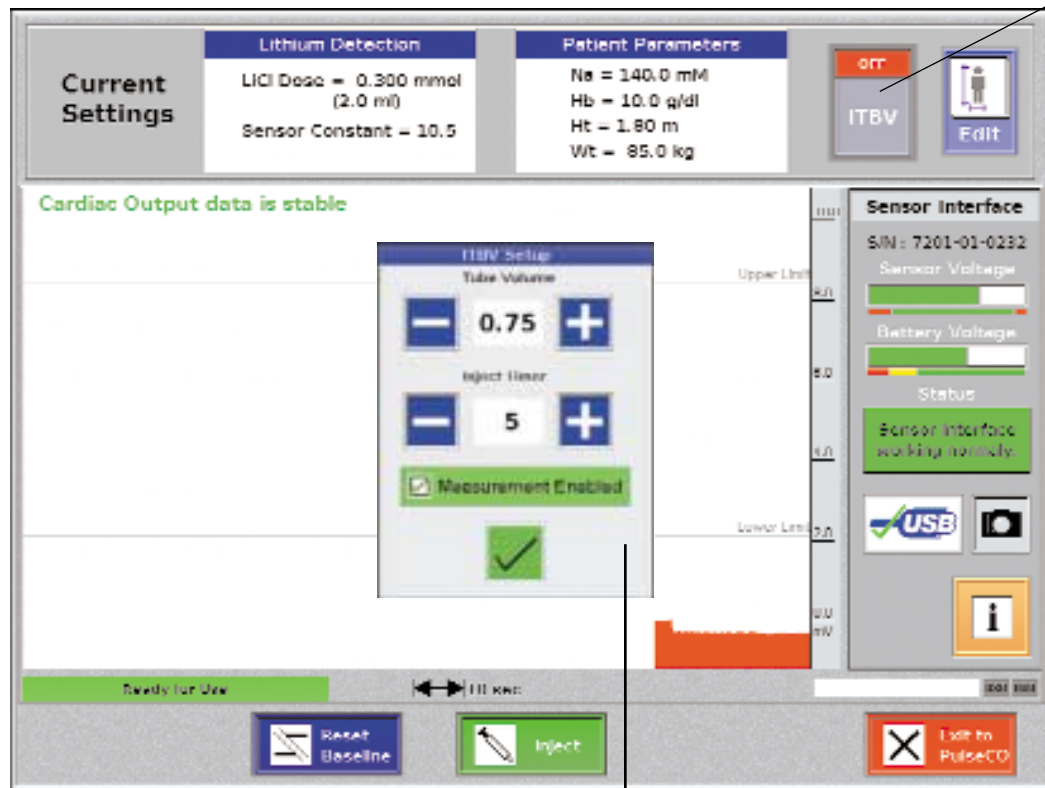 Current
Settings
Lithium Detection
LiCl Dose = 0.300 mmol
(2.0 ml)
Sensor Constant = 10.5
Patient Parameters
Na = 140.0 mM
Hb = 10.0 g/dl
Ht = 1.80 m
Wt = 85.0 kg
OFF
ITBV
Edit
Cardiac Output data is stable
ITBV Setup
Tube Volume
0.75
Inject Timer
5
Measurement Enabled
Upper Limit
8.0
6.0
4.0
Lower Limit
2.0
0.0
mV
Sensor Interface
S/N : 7201-01-0232
Sensor Voltage
Battery Voltage
Status
Sensor Interface
working normally.
USB
i
Ready for Use
10 sec
Reset
Baseline
Inject
Exit to
PulseCO